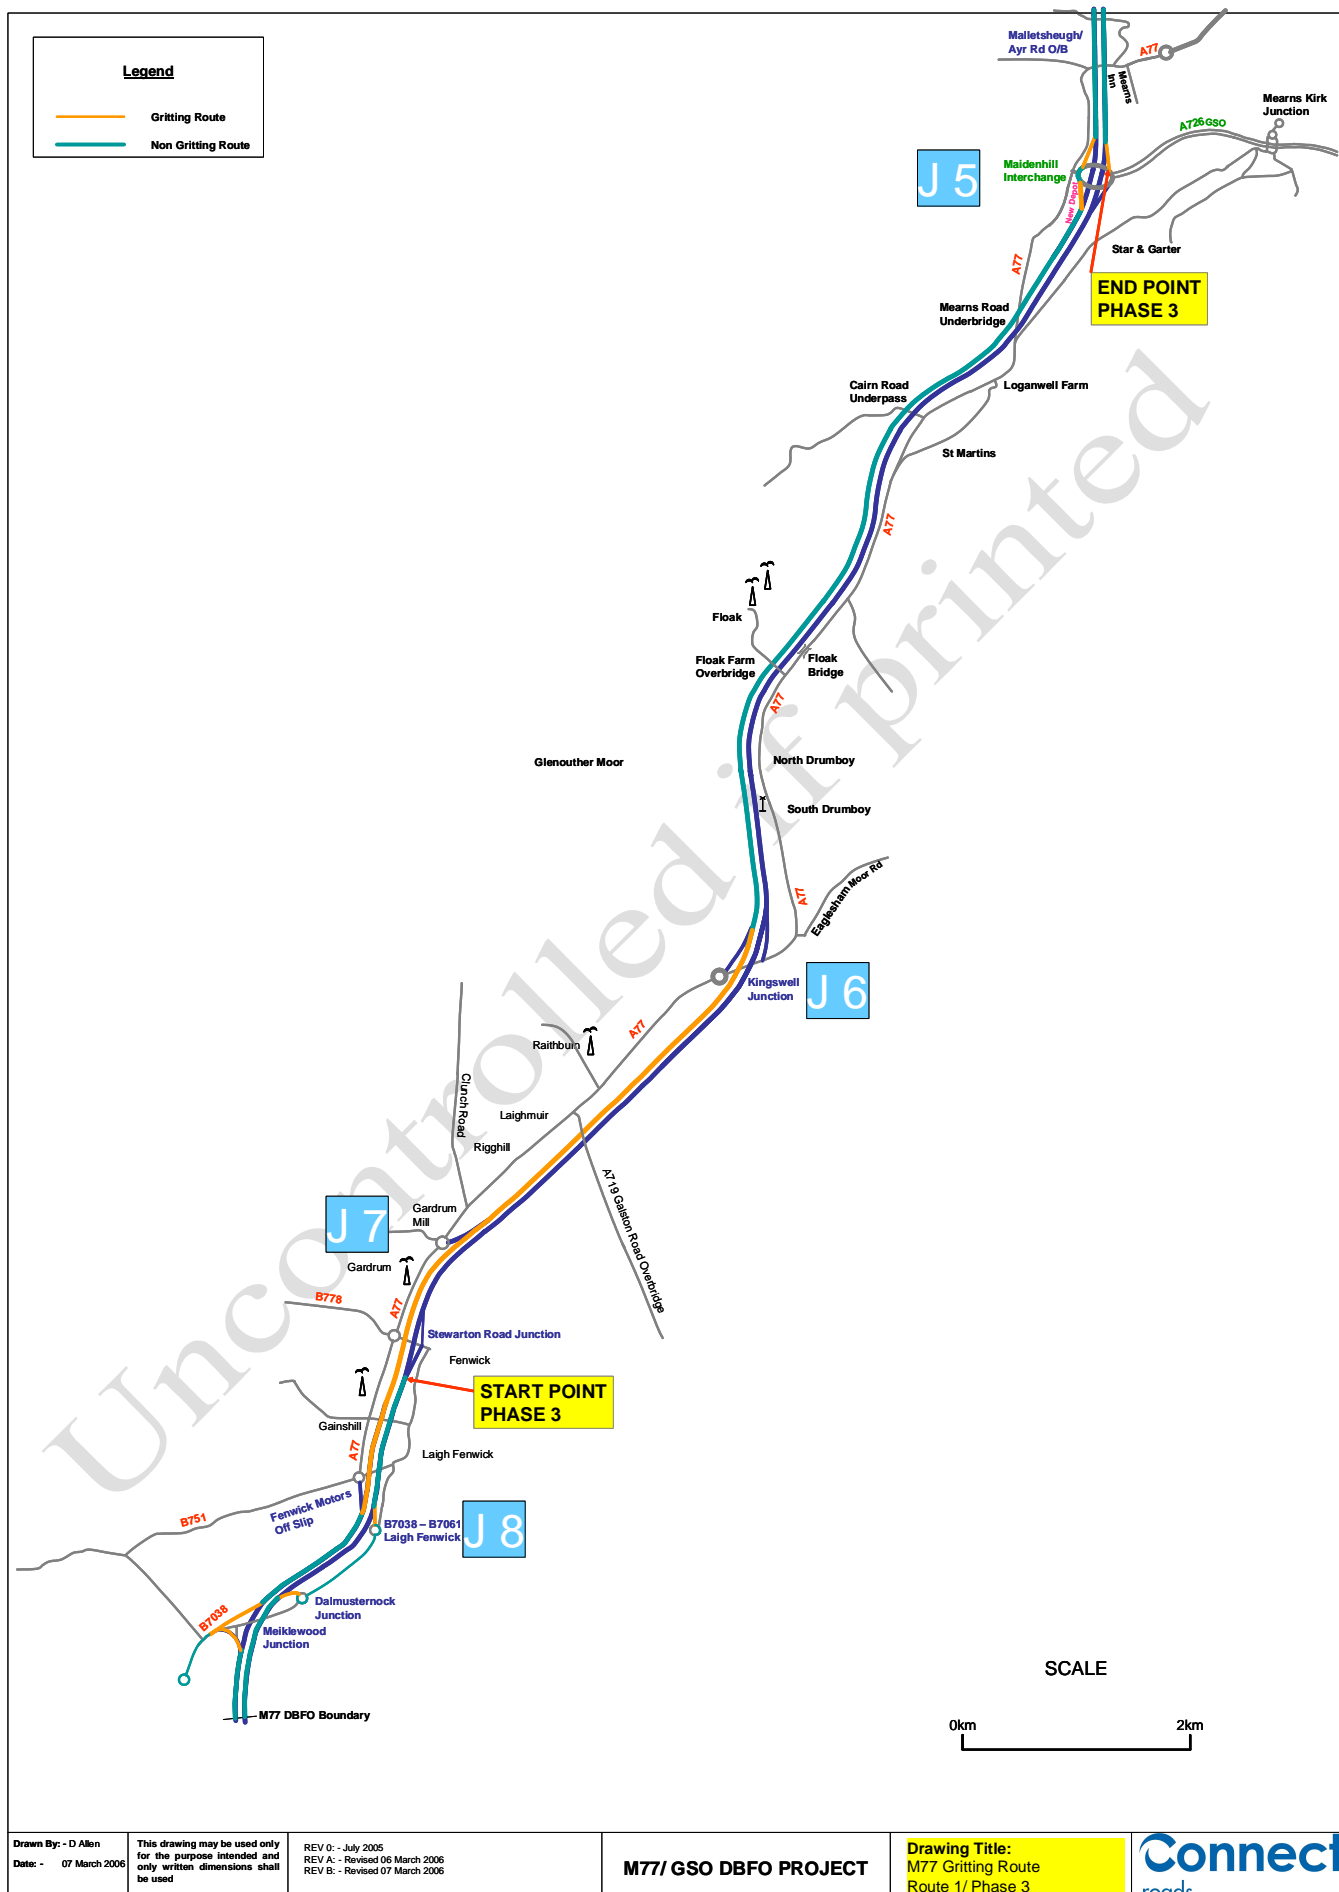 Legend
Gritting Route
Non Gritting Route
Malletsheugh/
Ayr Rd O/B
A77
Mearns
Inn
Mearns Kirk
Junction
A726 GSO
J 5
Maidenhill
Interchange
New Depot
Star & Garter
A77
END POINT
PHASE 3
Mearns Road
Underbridge
Cairn Road
Underpass
Loganwell Farm
St Martins
A77
Floak
Floak Farm
Overbridge
Floak
Bridge
A77
Glenouther Moor
North Drumboy
South Drumboy
A77
Eaglesham Moor Rd
Kingswell
Junction
J 6
A77
Raithburn
Clunch Road
Laighmuir
Rigghill
A719 Galston Road Overbridge
J 7
Gardrum
Mill
Gardrum
B778
A77
Stewarton Road Junction
Fenwick
START POINT
PHASE 3
Gainshill
A77
Laigh Fenwick
Fenwick Motors
Off Slip
B751
B7038 – B7061
Laigh Fenwick
J 8
Dalmusternock
Junction
B7038
Meiklewood
Junction
M77 DBFO Boundary
SCALE
0km
2km
Uncontrolled if printed
Drawn By: - D Allen
Date: - 07 March 2006
This drawing may be used only
for the purpose intended and
only written dimensions shall
be used
REV 0: - July 2005
REV A: - Revised 06 March 2006
REV B: - Revised 07 March 2006
M77/ GSO DBFO PROJECT
Drawing Title:
M77 Gritting Route
Route 1/ Phase 3
Connect
roads